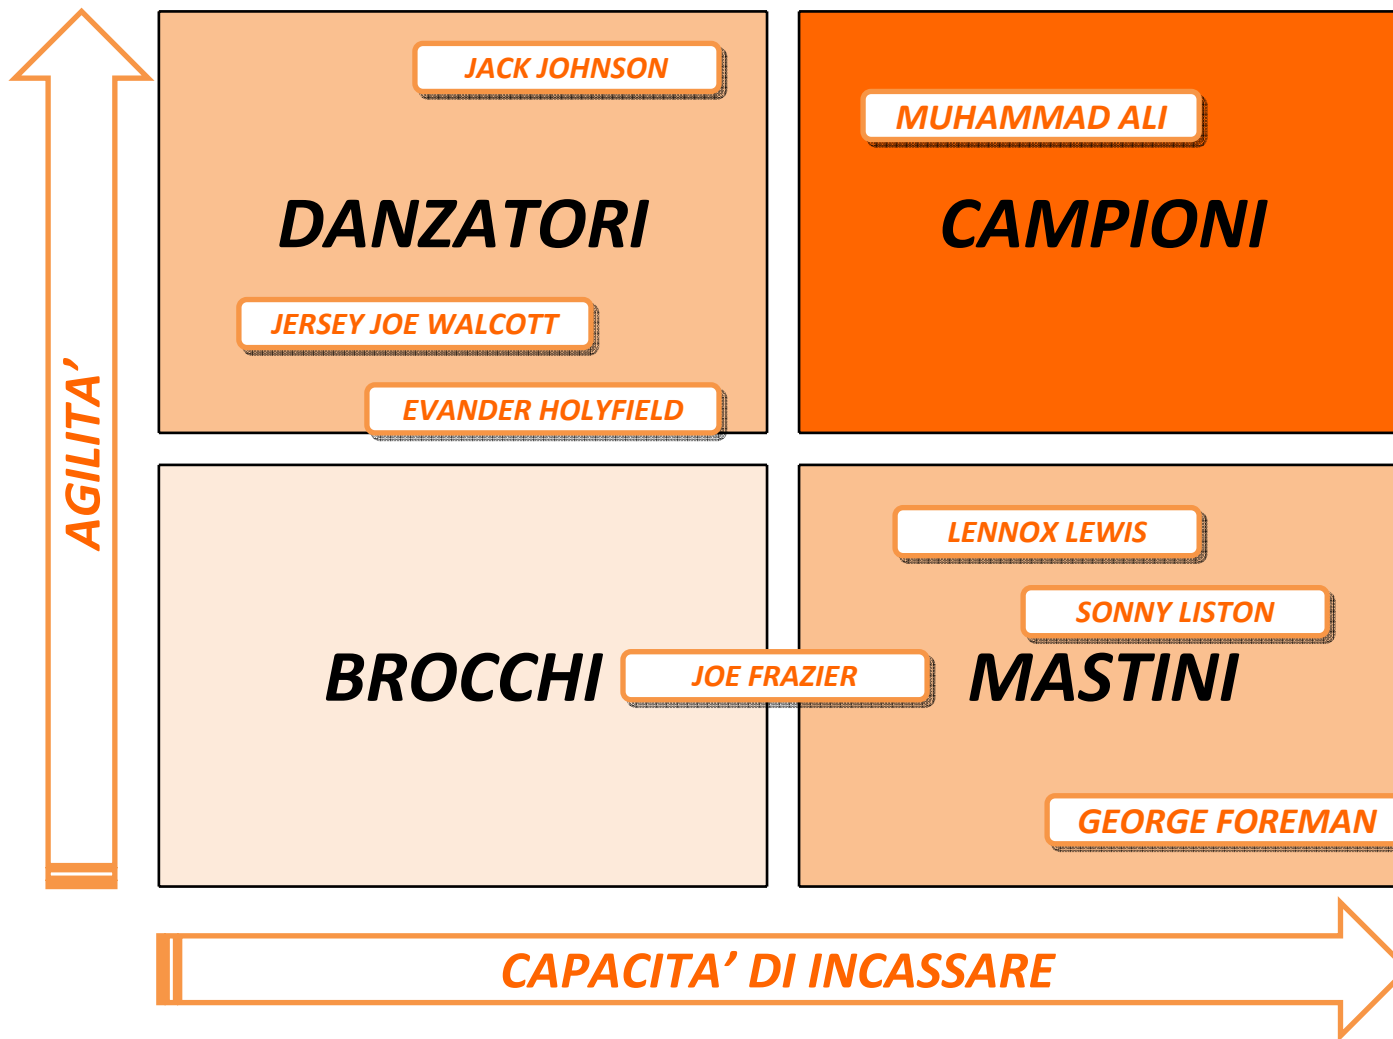 JACK JOHNSON
MUHAMMAD ALI
DANZATORI
CAMPIONI
JERSEY JOE WALCOTT
EVANDER HOLYFIELD
AGILITA’
LENNOX LEWIS
SONNY LISTON
BROCCHI
JOE FRAZIER
MASTINI
GEORGE FOREMAN
CAPACITA’ DI INCASSARE